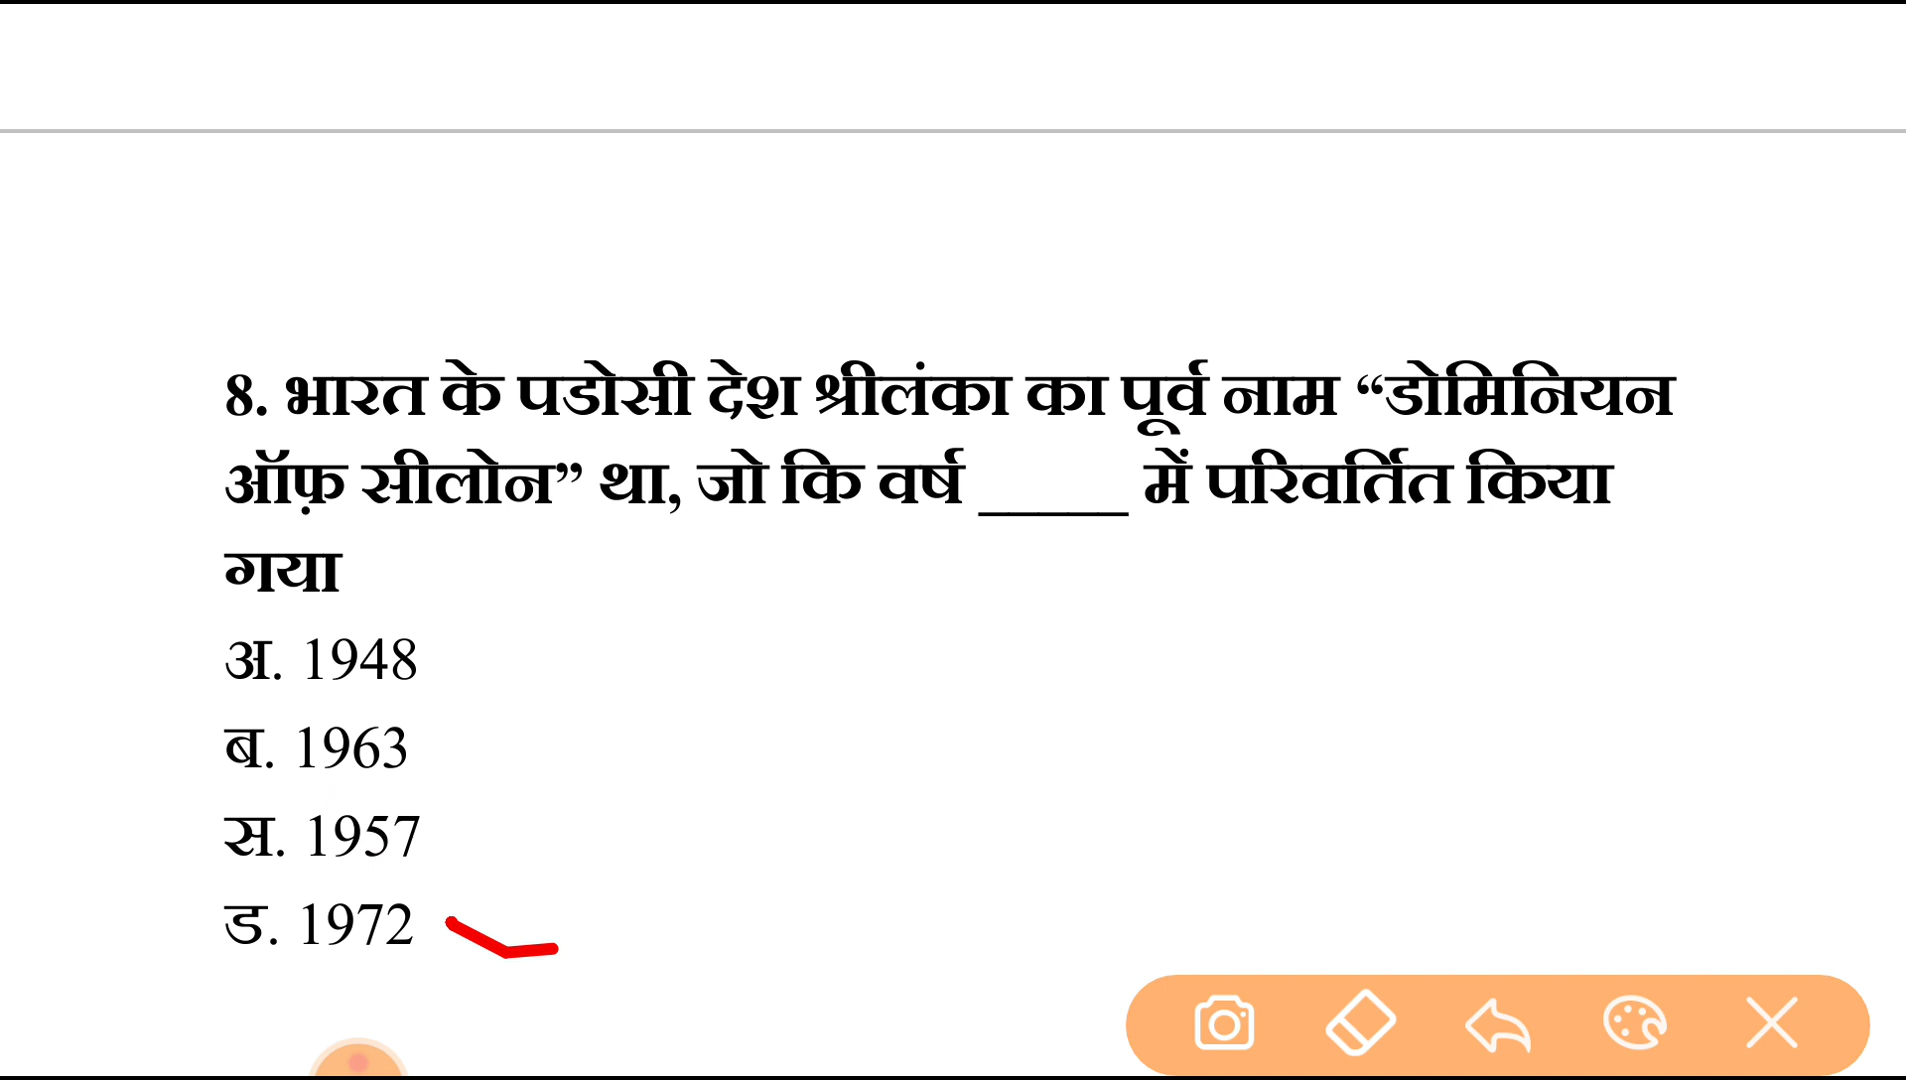 8. भारत के पडोसी देश श्रीलंका का पूर्व नाम “डोमिनियन
ऑफ़ सीलोन” था, जो कि वर्ष _____ में परिवर्तित किया
गया
अ. 1948
ब. 1963
स. 1957
ड. 1972